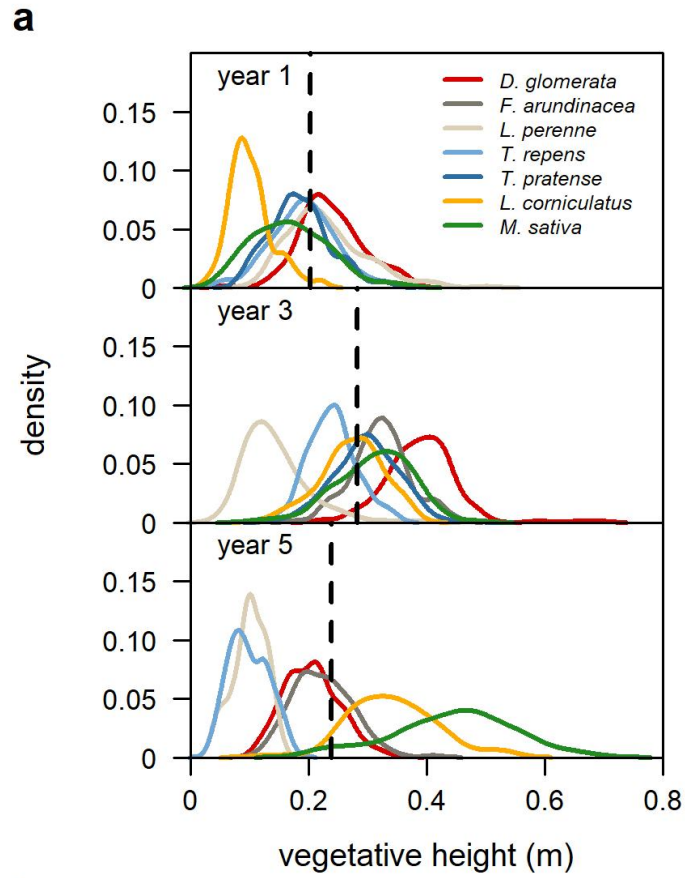 a
year 1
D. glomerata
F. arundinacea
L. perenne
T. repens
T. pratense
L. corniculatus
M. sativa
0.15
0.10
0.05
0
year 3
0.15
0.10
0.05
0
year 5
0.15
0.10
0.05
0
density
0 0.2 0.4 0.6 0.8
vegetative height (m)